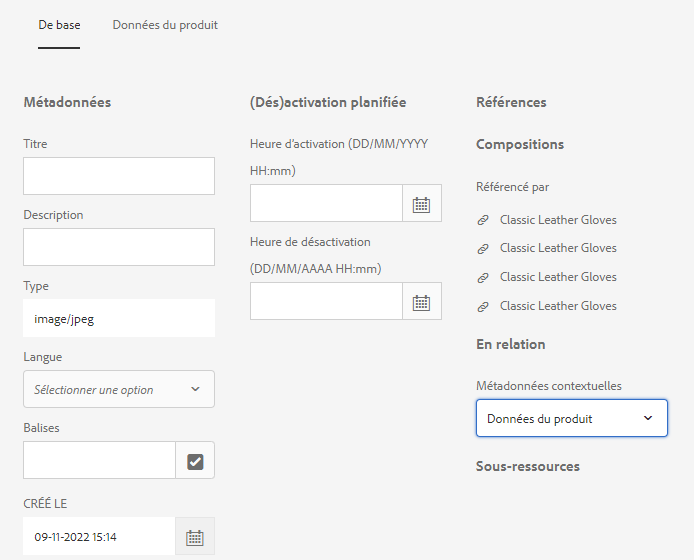 De base
Données du produit
Métadonnées
Titre
Description
Type
image/jpeg
Langue
Sélectionner une option
Balises
CRÉÉ LE
09-11-2022 15:14
(Dés)activation planifiée
Heure d'activation (DD/MM/YYYY
HH:mm)
Heure de désactivation
(DD/MM/AAAA HH:mm)
Références
Compositions
Référencé par
Classic Leather Gloves
Classic Leather Gloves
Classic Leather Gloves
Classic Leather Gloves
En relation
Métadonnées contextuelles
Données du produit
Sous-ressources